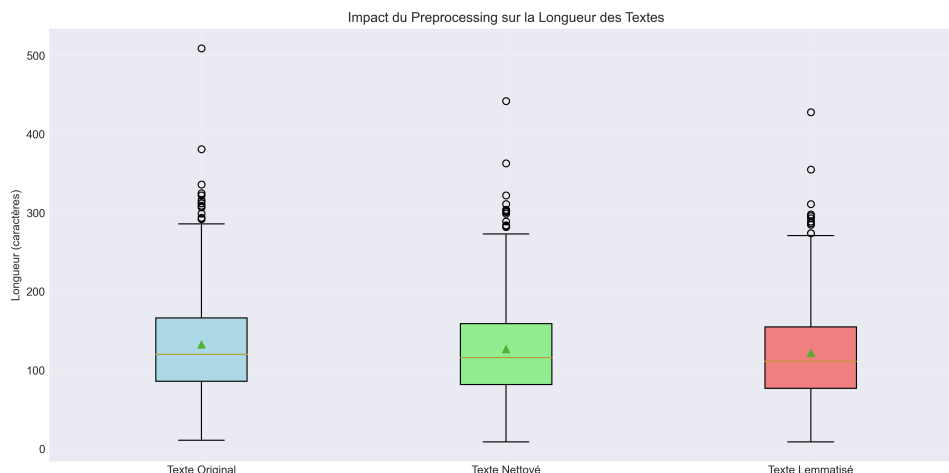 Impact du Preprocessing sur la Longueur des Textes
Longueur (caractères)
500
400
300
200
100
0
Texte Original
Texte Nettoyé
Texte Lemmatisé